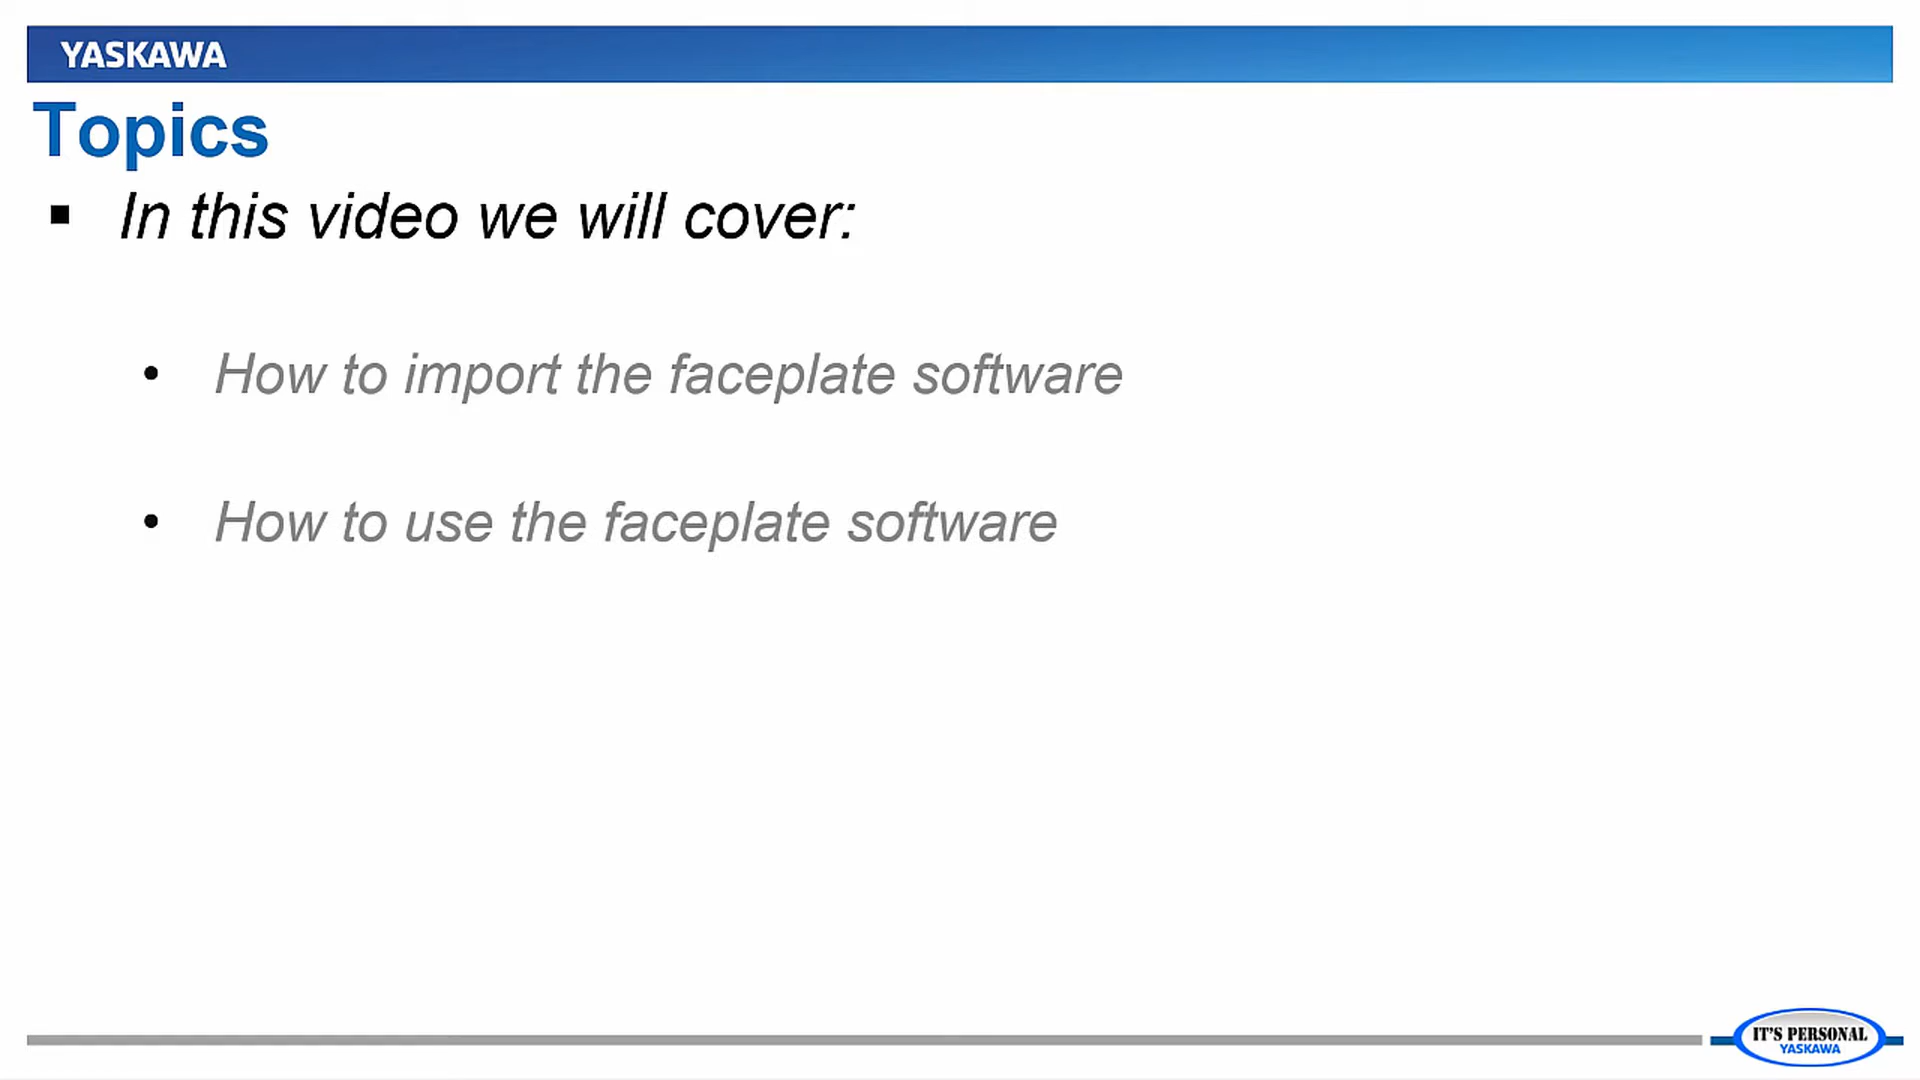 YASKAWA
Topics
In this video we will cover:
How to import the faceplate software
How to use the faceplate software
IT'S PERSONAL
YASKAWA